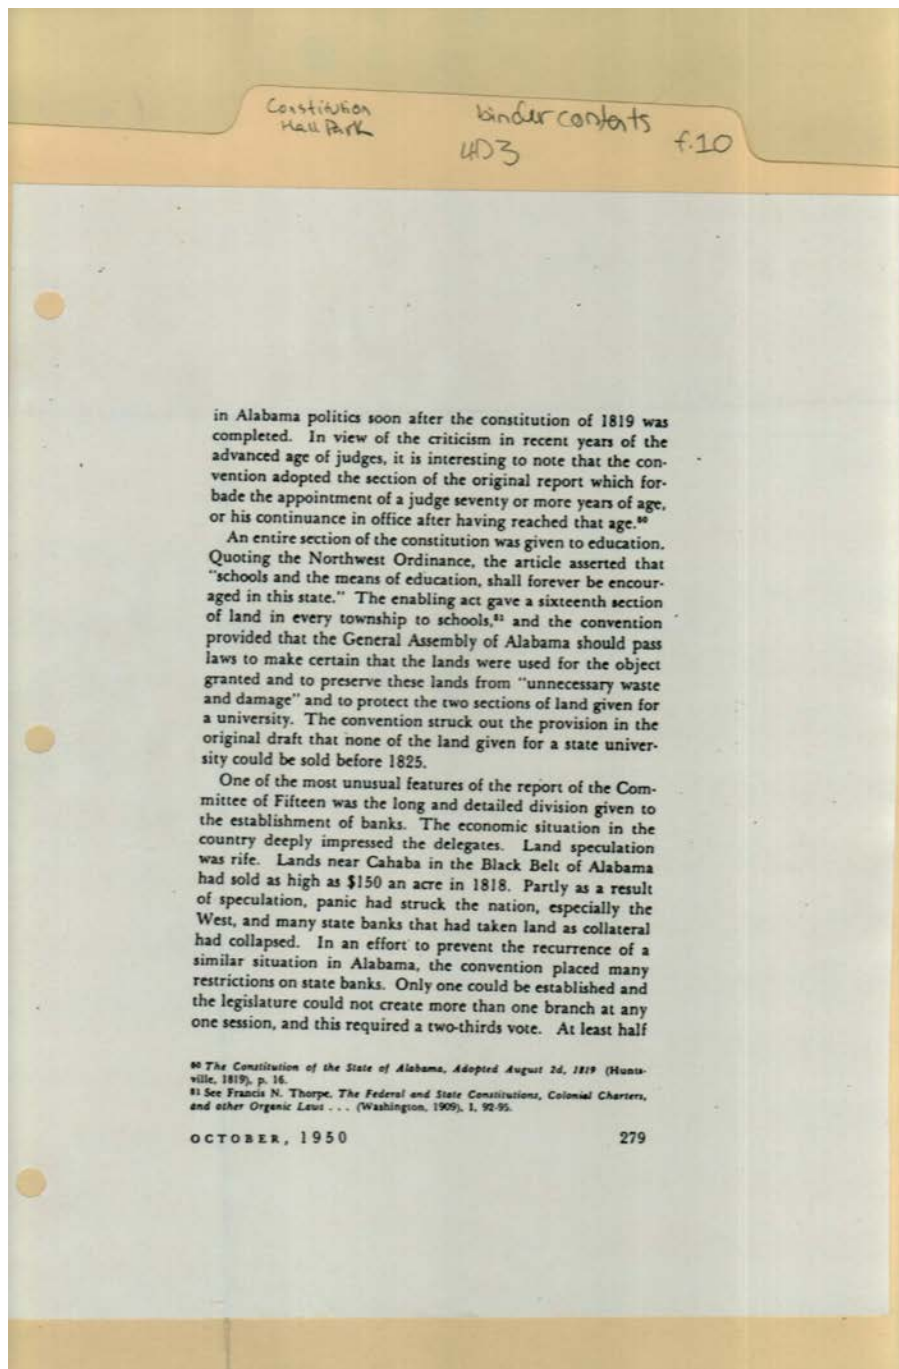 Constitution
Hall Park
binder contents
4D3
f.10
in Alabama politics soon after the constitution of 1819 was
completed. In view of the criticism in recent years of the
advanced age of judges, it is interesting to note that the con-
vention adopted the section of the original report which for-
bade the appointment of a judge seventy or more years of age,
or his continuance in office after having reached that age.⁸⁰
An entire section of the constitution was given to education.
Quoting the Northwest Ordinance, the article asserted that
"schools and the means of education, shall forever be encour-
aged in this state." The enabling act gave a sixteenth section
of land in every township to schools,⁸¹ and the convention
provided that the General Assembly of Alabama should pass
laws to make certain that the lands were used for the object
granted and to preserve these lands from "unnecessary waste
and damage" and to protect the two sections of land given for
a university. The convention struck out the provision in the
original draft that none of the land given for a state univer-
sity could be sold before 1825.
One of the most unusual features of the report of the Com-
mittee of Fifteen was the long and detailed division given to
the establishment of banks. The economic situation in the
country deeply impressed the delegates. Land speculation
was rife. Lands near Cahaba in the Black Belt of Alabama
had sold as high as $150 an acre in 1818. Partly as a result
of speculation, panic had struck the nation, especially the
West, and many state banks that had taken land as collateral
had collapsed. In an effort to prevent the recurrence of a
similar situation in Alabama, the convention placed many
restrictions on state banks. Only one could be established and
the legislature could not create more than one branch at any
one session, and this required a two-thirds vote. At least half
⁸⁰ The Constitution of the State of Alabama, Adopted August 2d, 1819 (Hunts-
ville, 1819), p. 16.
⁸¹ See Francis N. Thorpe, The Federal and State Constitutions, Colonial Charters,
and other Organic Laws . . . (Washington, 1909), I, 92-95.
OCTOBER, 1950
279